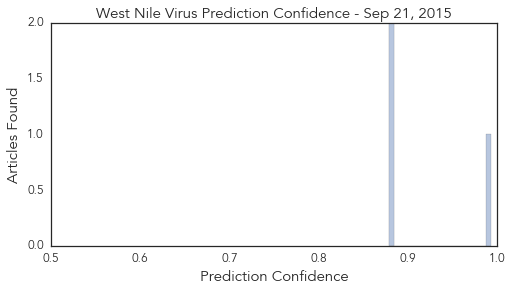 West Nile Virus Prediction Confidence - Sep 21, 2015
2.0
1.5
1.0
0.5
0.0
Articles Found
0.5 0.6 0.7 0.8 0.9 1.0
Prediction Confidence